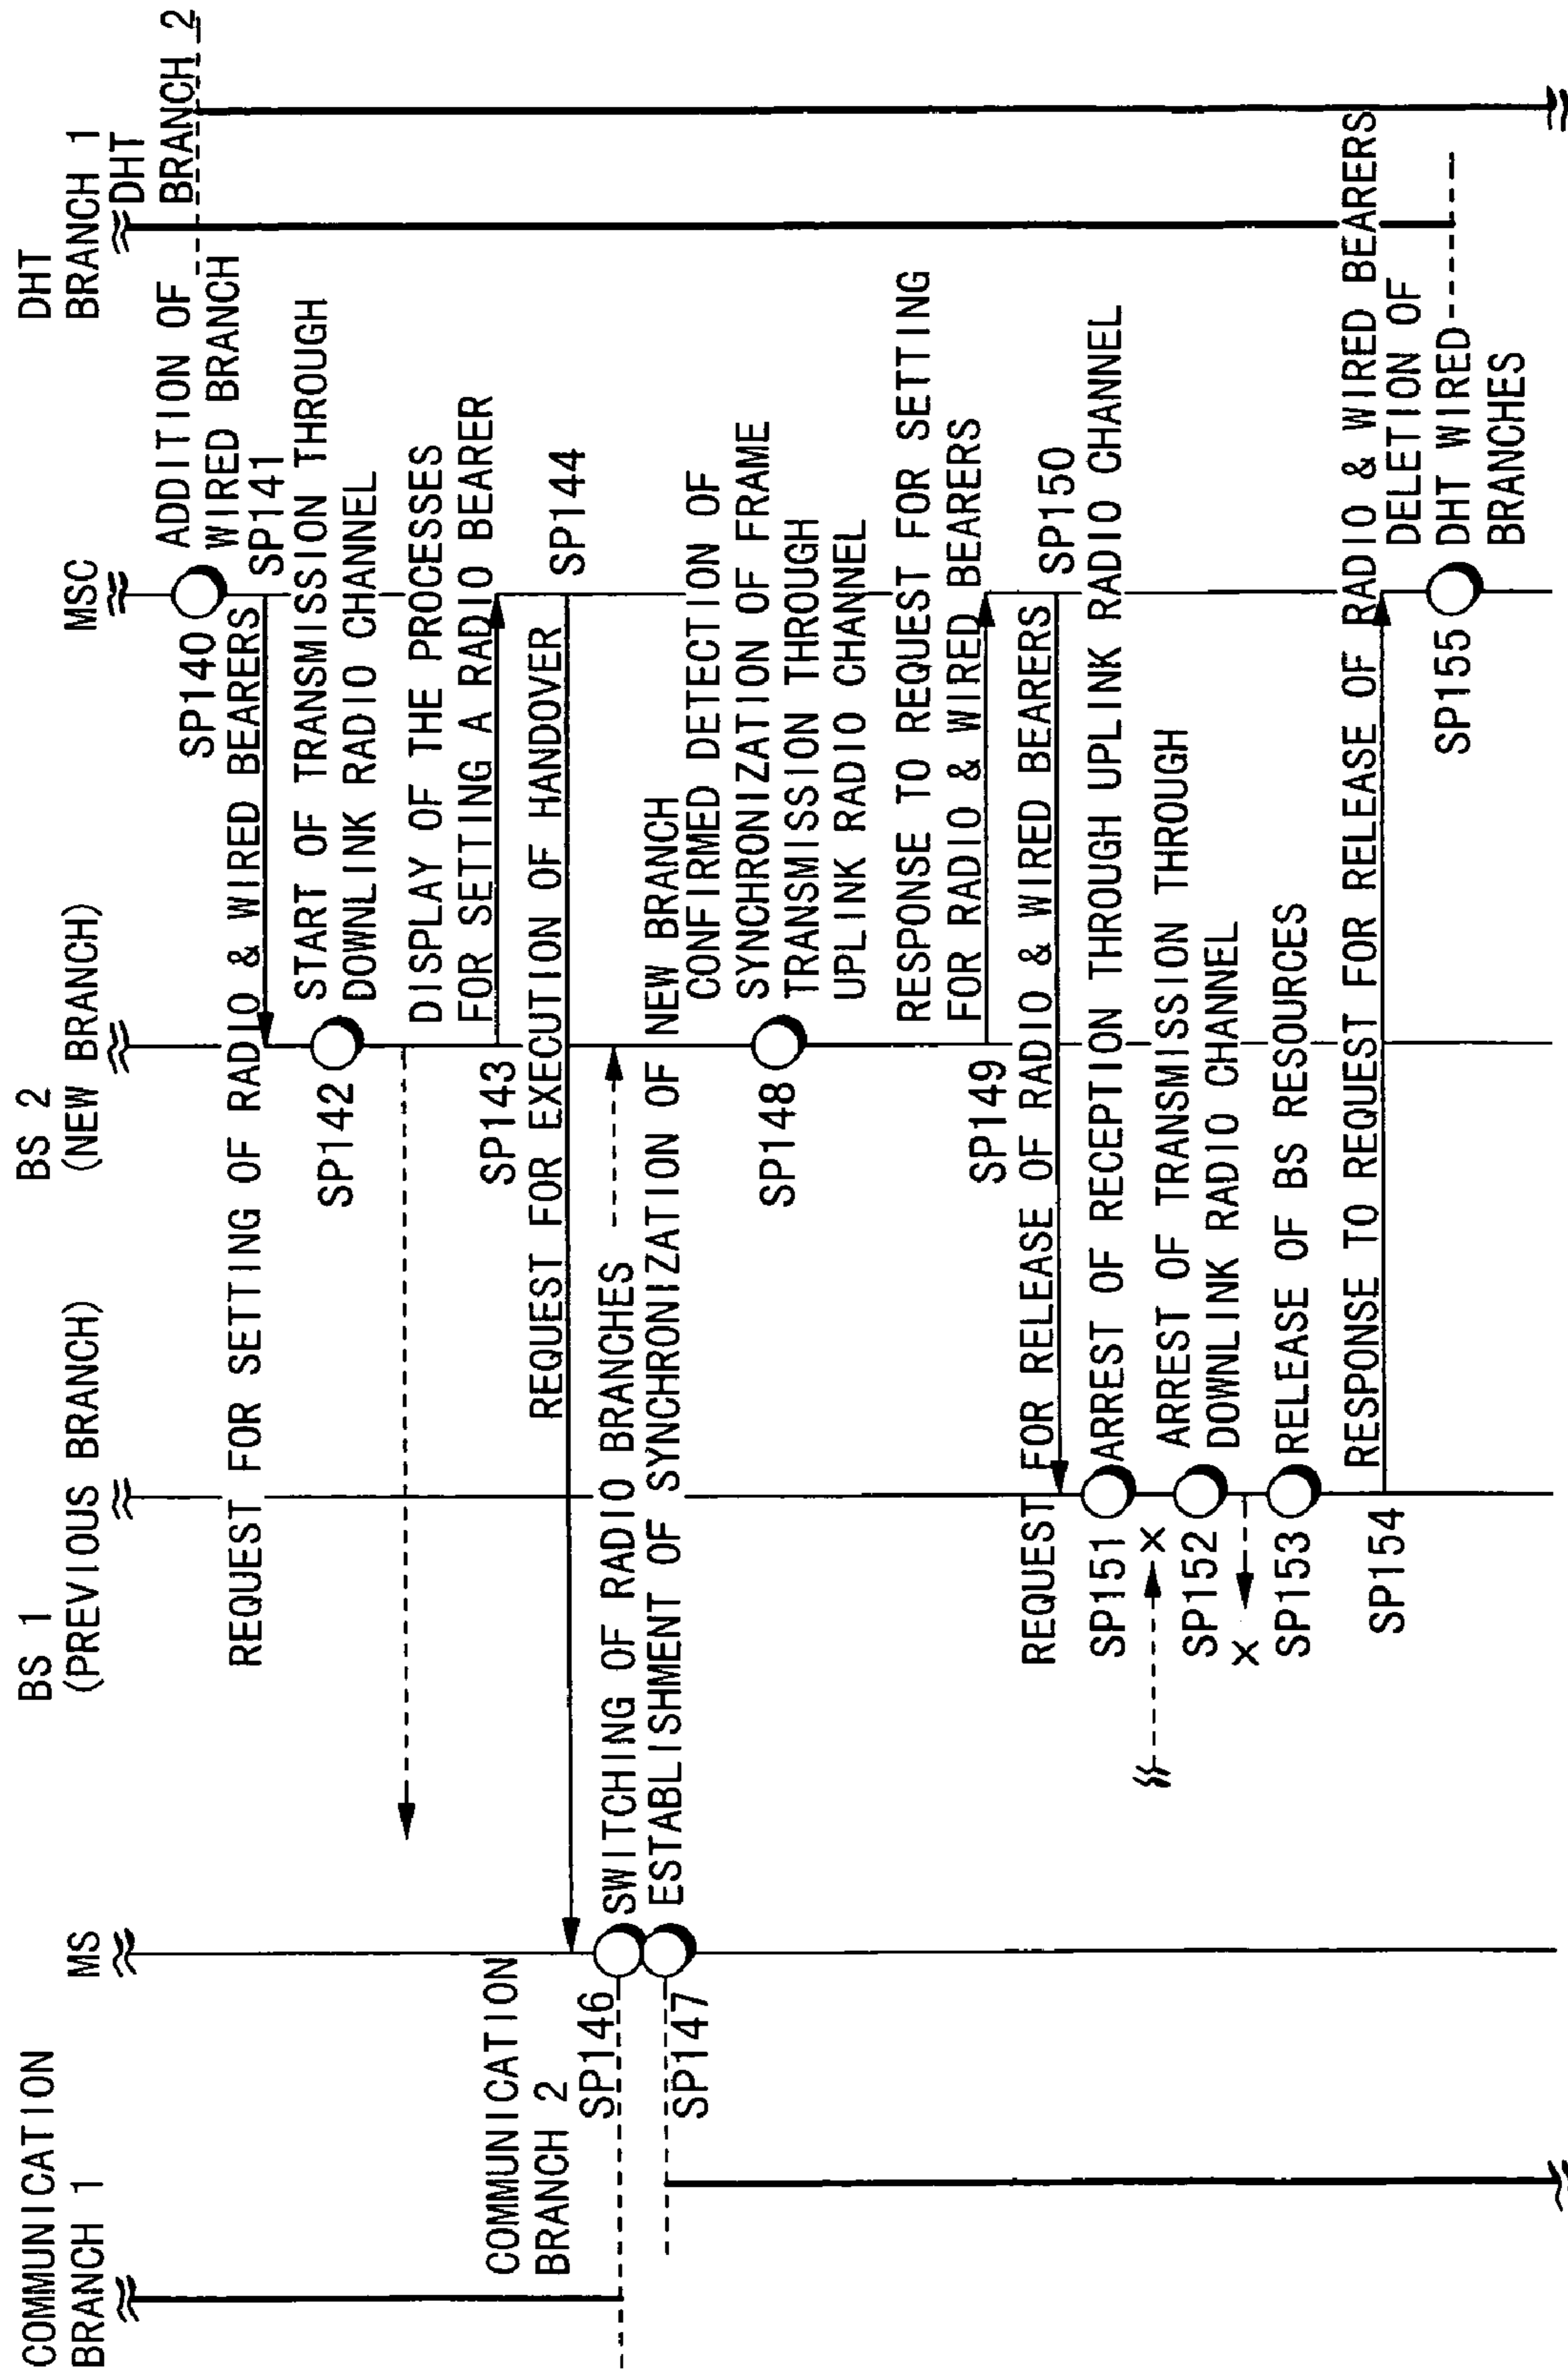 COMMUNICATION
BRANCH 1
MS
BS 1
(PREVIOUS BRANCH)
BS 2
(NEW BRANCH)
MSC
DHT
BRANCH 1
DHT
BRANCH 2
SP140
ADDITION OF
WIRED BRANCH
REQUEST FOR SETTING OF RADIO & WIRED BEARERS
SP141
SP142
START OF TRANSMISSION THROUGH
DOWNLINK RADIO CHANNEL
DISPLAY OF THE PROCESSES
FOR SETTING A RADIO BEARER
SP143
COMMUNICATION
BRANCH 2
REQUEST FOR EXECUTION OF HANDOVER
SP144
SP146
SWITCHING OF RADIO BRANCHES
SP147
ESTABLISHMENT OF SYNCHRONIZATION OF NEW BRANCH
SP148
CONFIRMED DETECTION OF
SYNCHRONIZATION OF FRAME
TRANSMISSION THROUGH
UPLINK RADIO CHANNEL
RESPONSE TO REQUEST FOR SETTING
FOR RADIO & WIRED BEARERS
SP149
REQUEST FOR RELEASE OF RADIO & WIRED BEARERS
SP150
SP151
ARREST OF RECEPTION THROUGH UPLINK RADIO CHANNEL
X
SP152
ARREST OF TRANSMISSION THROUGH
DOWNLINK RADIO CHANNEL
X
SP153
RELEASE OF BS RESOURCES
RESPONSE TO REQUEST FOR RELEASE OF RADIO & WIRED BEARERS
SP154
SP155
DELETION OF
DHT WIRED
BRANCHES